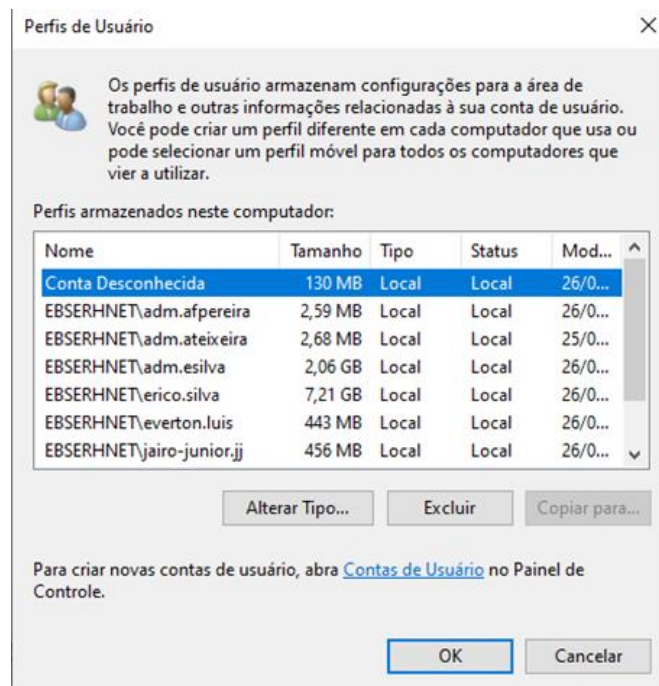 Perfis de Usuário
Os perfis de usuário armazenam configurações para a área de
trabalho e outras informações relacionadas à sua conta de usuário.
Você pode criar um perfil diferente em cada computador que usa ou
pode selecionar um perfil móvel para todos os computadores que
vier a utilizar.
Perfis armazenados neste computador:
Nome Tamanho Tipo Status Mod...
Conta Desconhecida 130 MB Local Local 26/0...
EBSERHNET\adm.afpereira 2,59 MB Local Local 26/0...
EBSERHNET\adm.ateixeira 2,68 MB Local Local 25/0...
EBSERHNET\adm.esilva 2,06 GB Local Local 26/0...
EBSERHNET\erico.silva 7,21 GB Local Local 26/0...
EBSERHNET\everton.luis 443 MB Local Local 26/0...
EBSERHNET\jairo-junior.jj 456 MB Local Local 26/0...
Alterar Tipo... Excluir Copiar para...
Para criar novas contas de usuário, abra Contas de Usuário no Painel de
Controle.
OK Cancelar